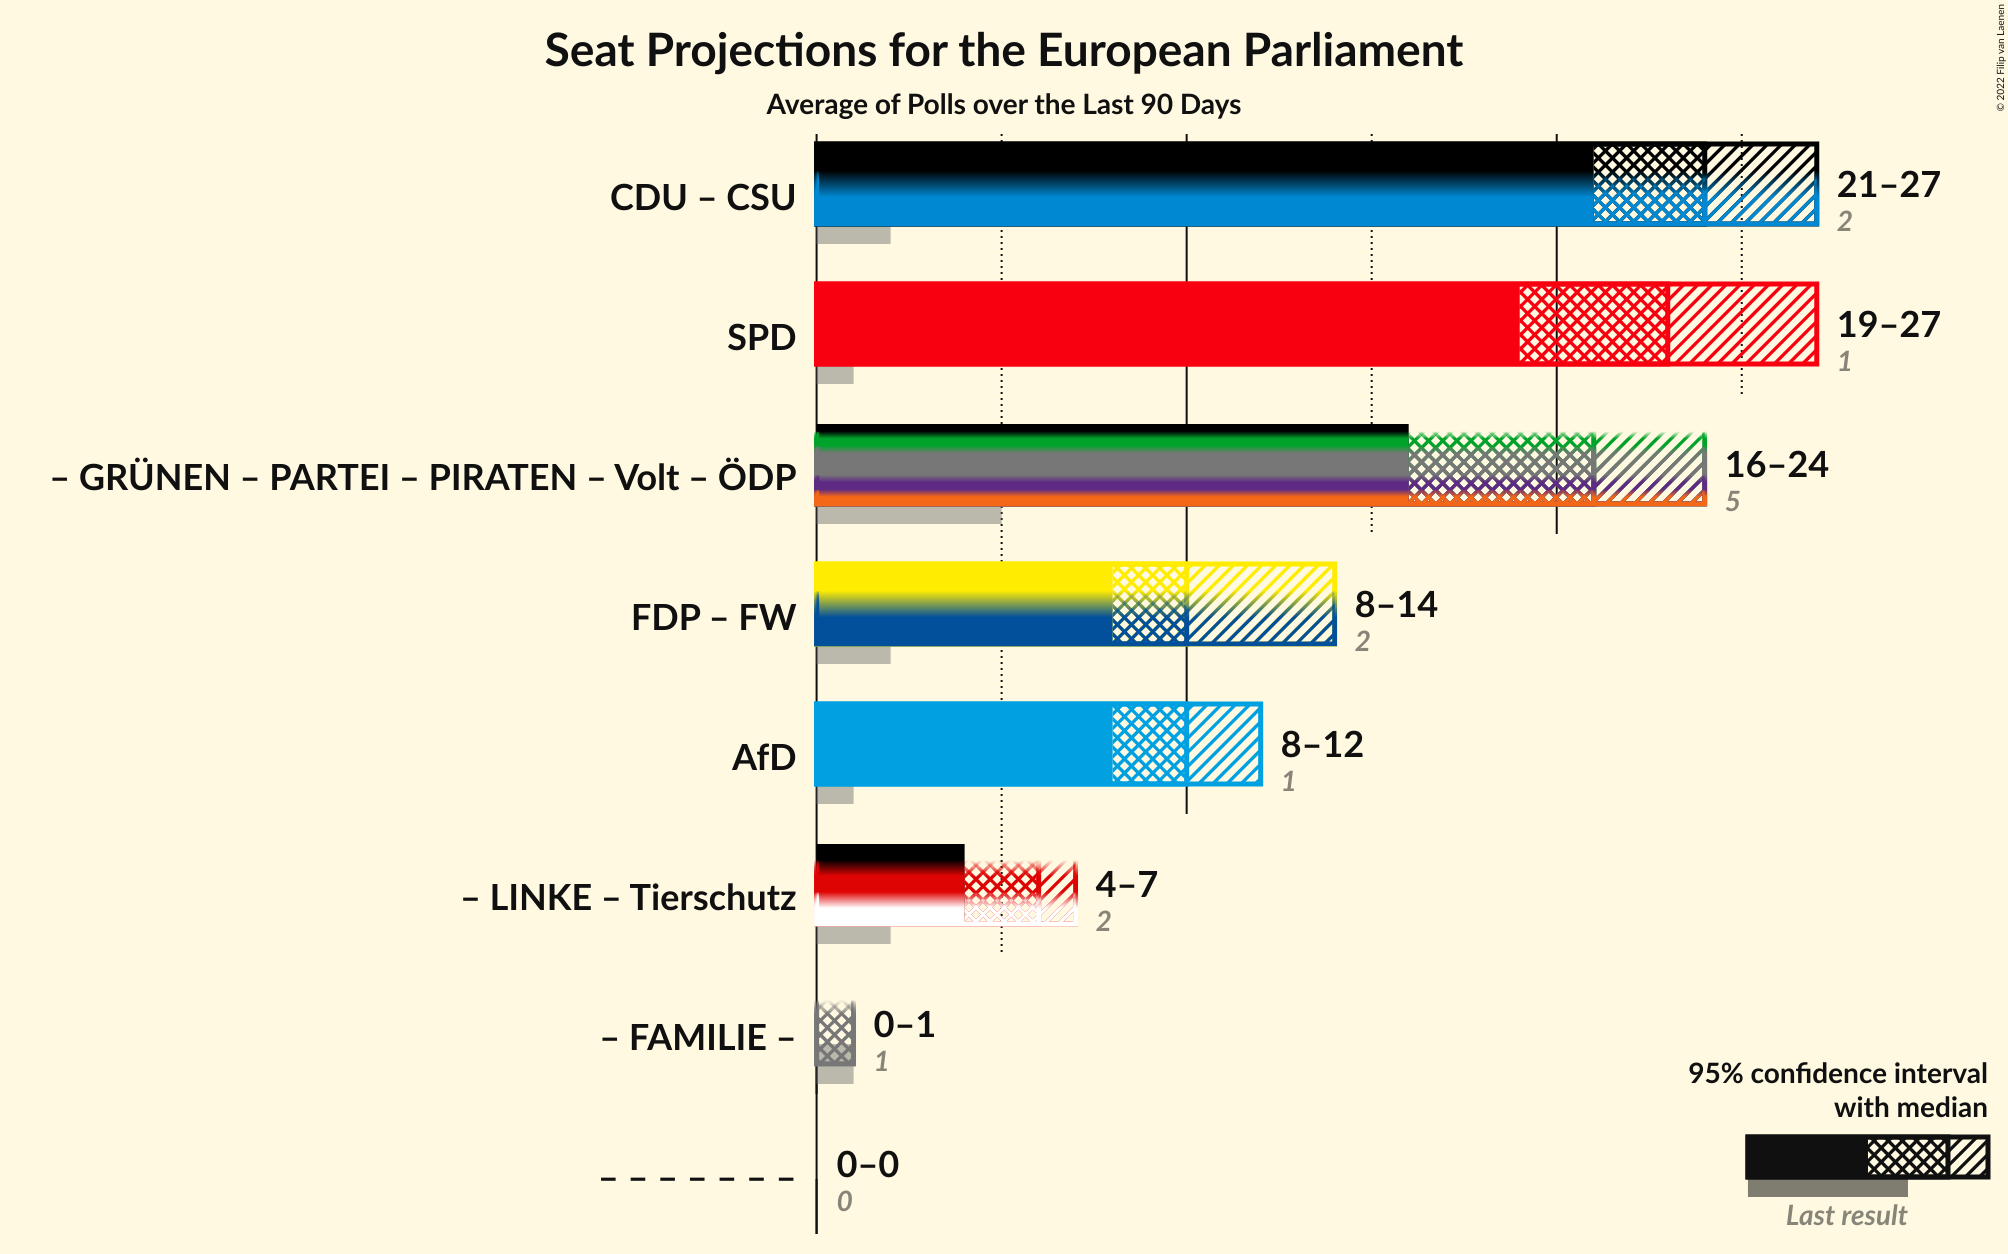 Seat Projections for the European Parliament
Average of Polls over the Last 90 Days
© 2022 Filip van Laenen
CDU – CSU
21–27
2
SPD
19–27
1
– GRÜNEN – PARTEI – PIRATEN – Volt – ÖDP
16–24
5
FDP – FW
8–14
2
AfD
8–12
1
– LINKE – Tierschutz
4–7
2
– FAMILIE –
0–1
1
– – – – – – –
0–0
0
95% confidence interval
with median
Last result